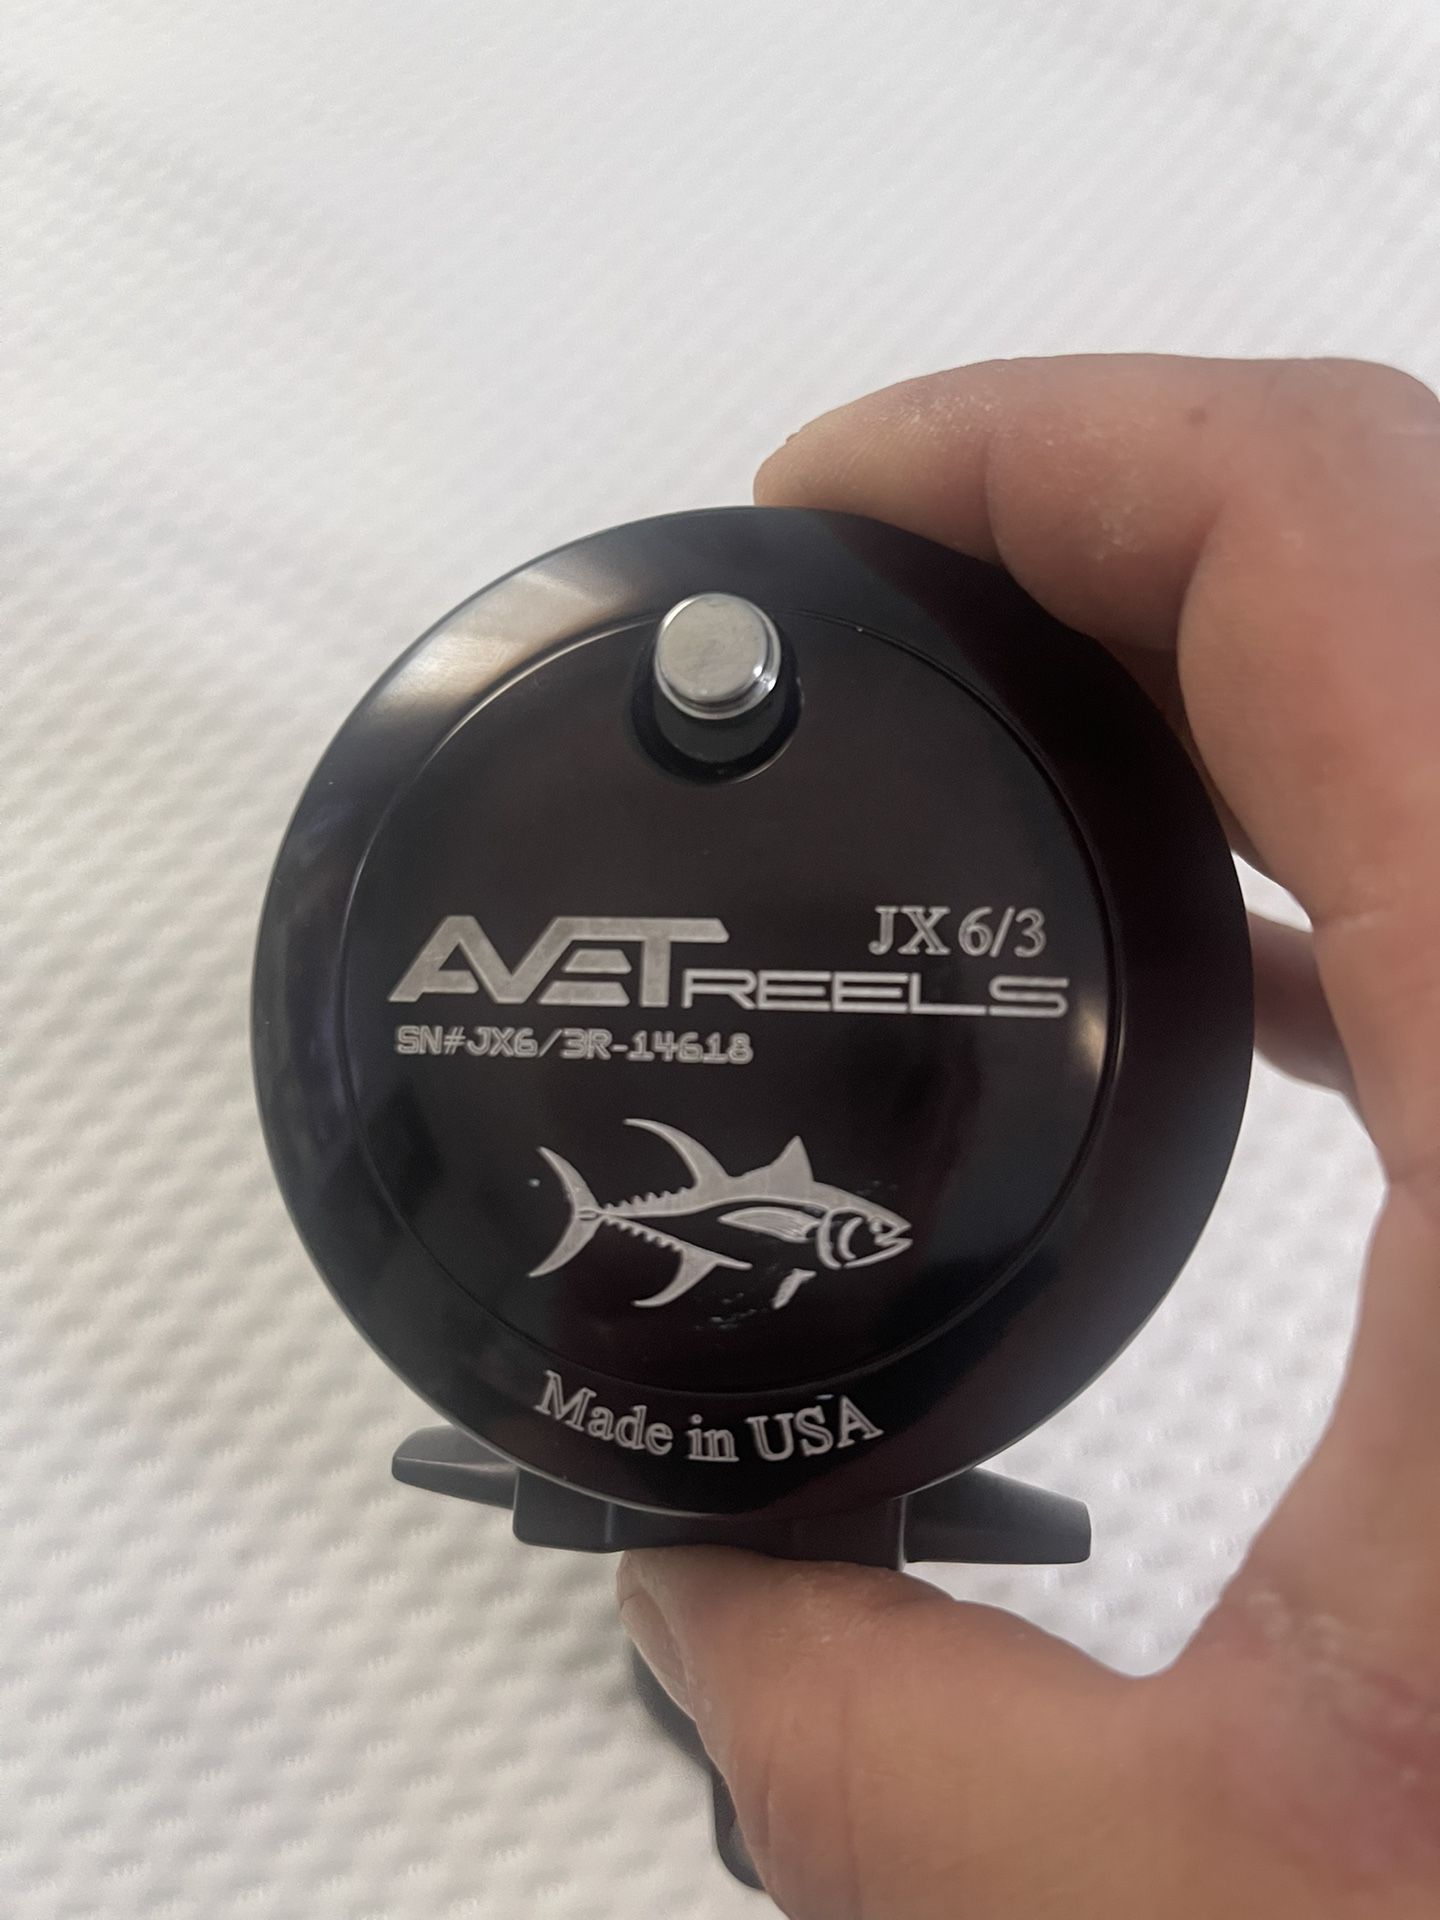 JX 6/3
AVET REELS
SN#JX6/3R-14618
Made in USA